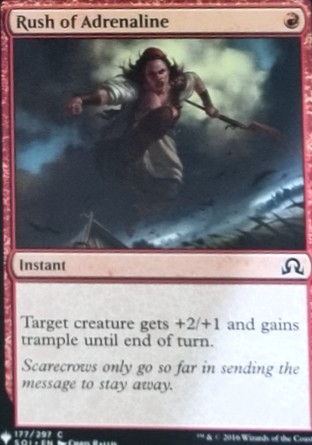 Rush of Adrenaline
Instant
Target creature gets +2/+1 and gains
trample until end of turn.
Scarecrows only go so far in sending the
message to stay away.
177/297 C
SOI • EN
™ & © 2016 Wizards of the Coast